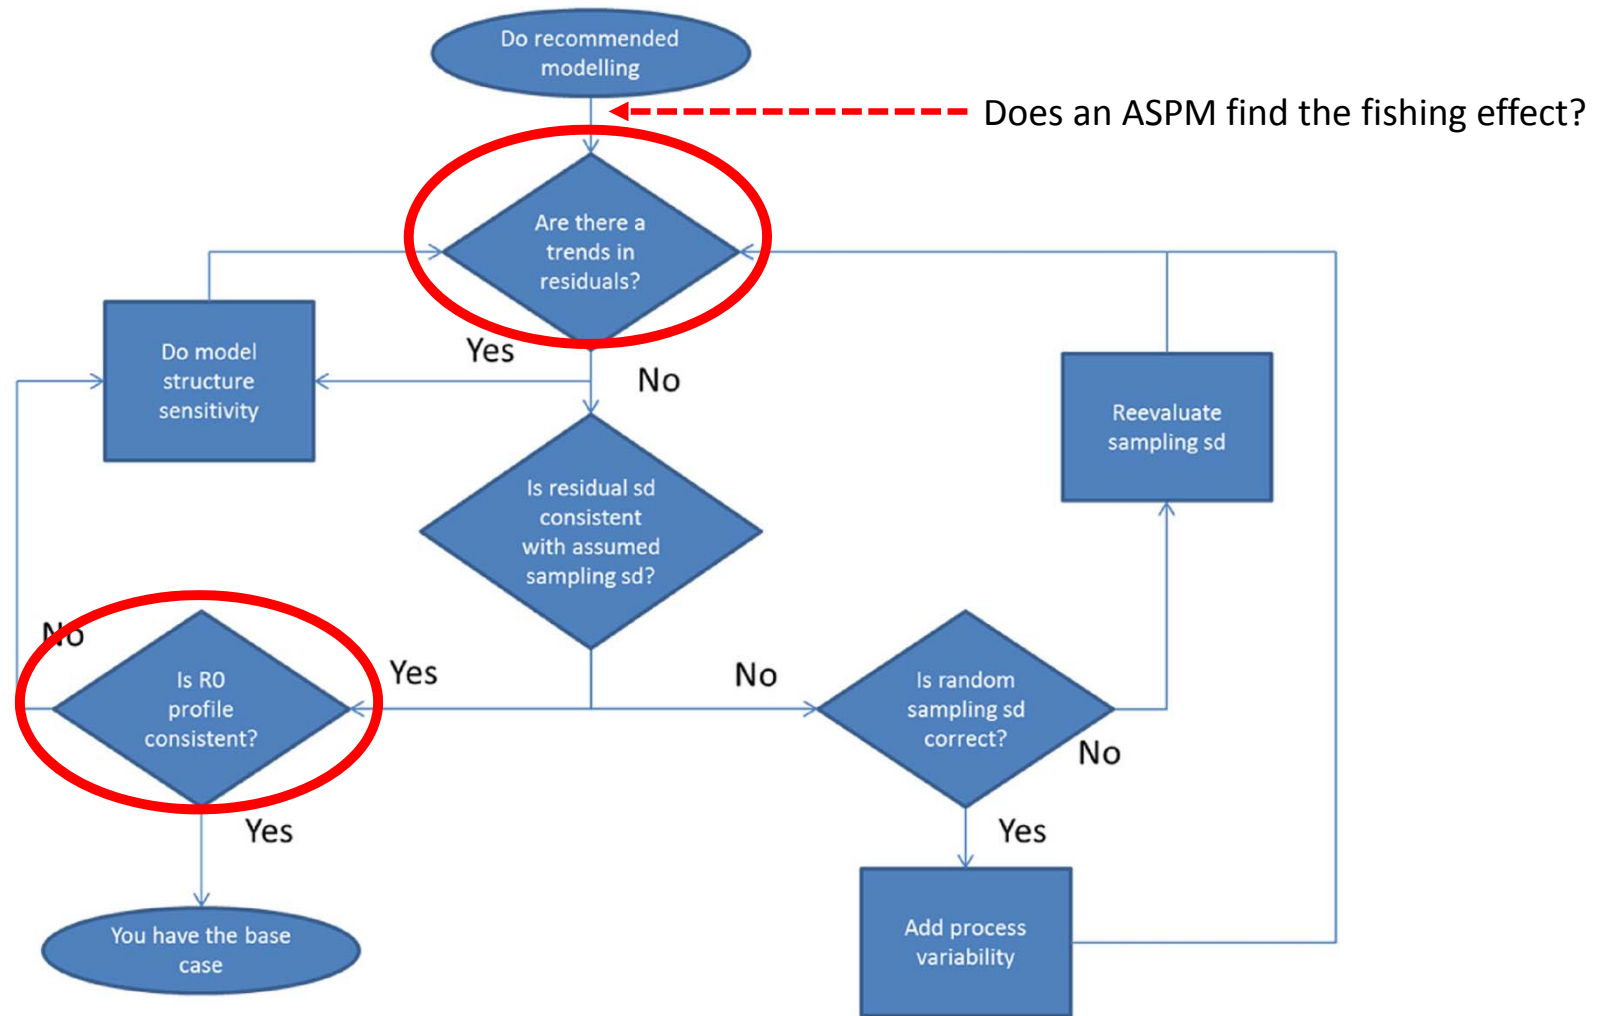 Do recommended
modelling
Does an ASPM find the fishing effect?
Are there a
trends in
residuals?
Yes
No
Do model
structure
sensitivity
Reevaluate
sampling sd
Is residual sd
consistent
with assumed
sampling sd?
No
Yes
No
Is R0
profile
consistent?
Is random
sampling sd
correct?
No
Yes
Yes
You have the base
case
Add process
variability